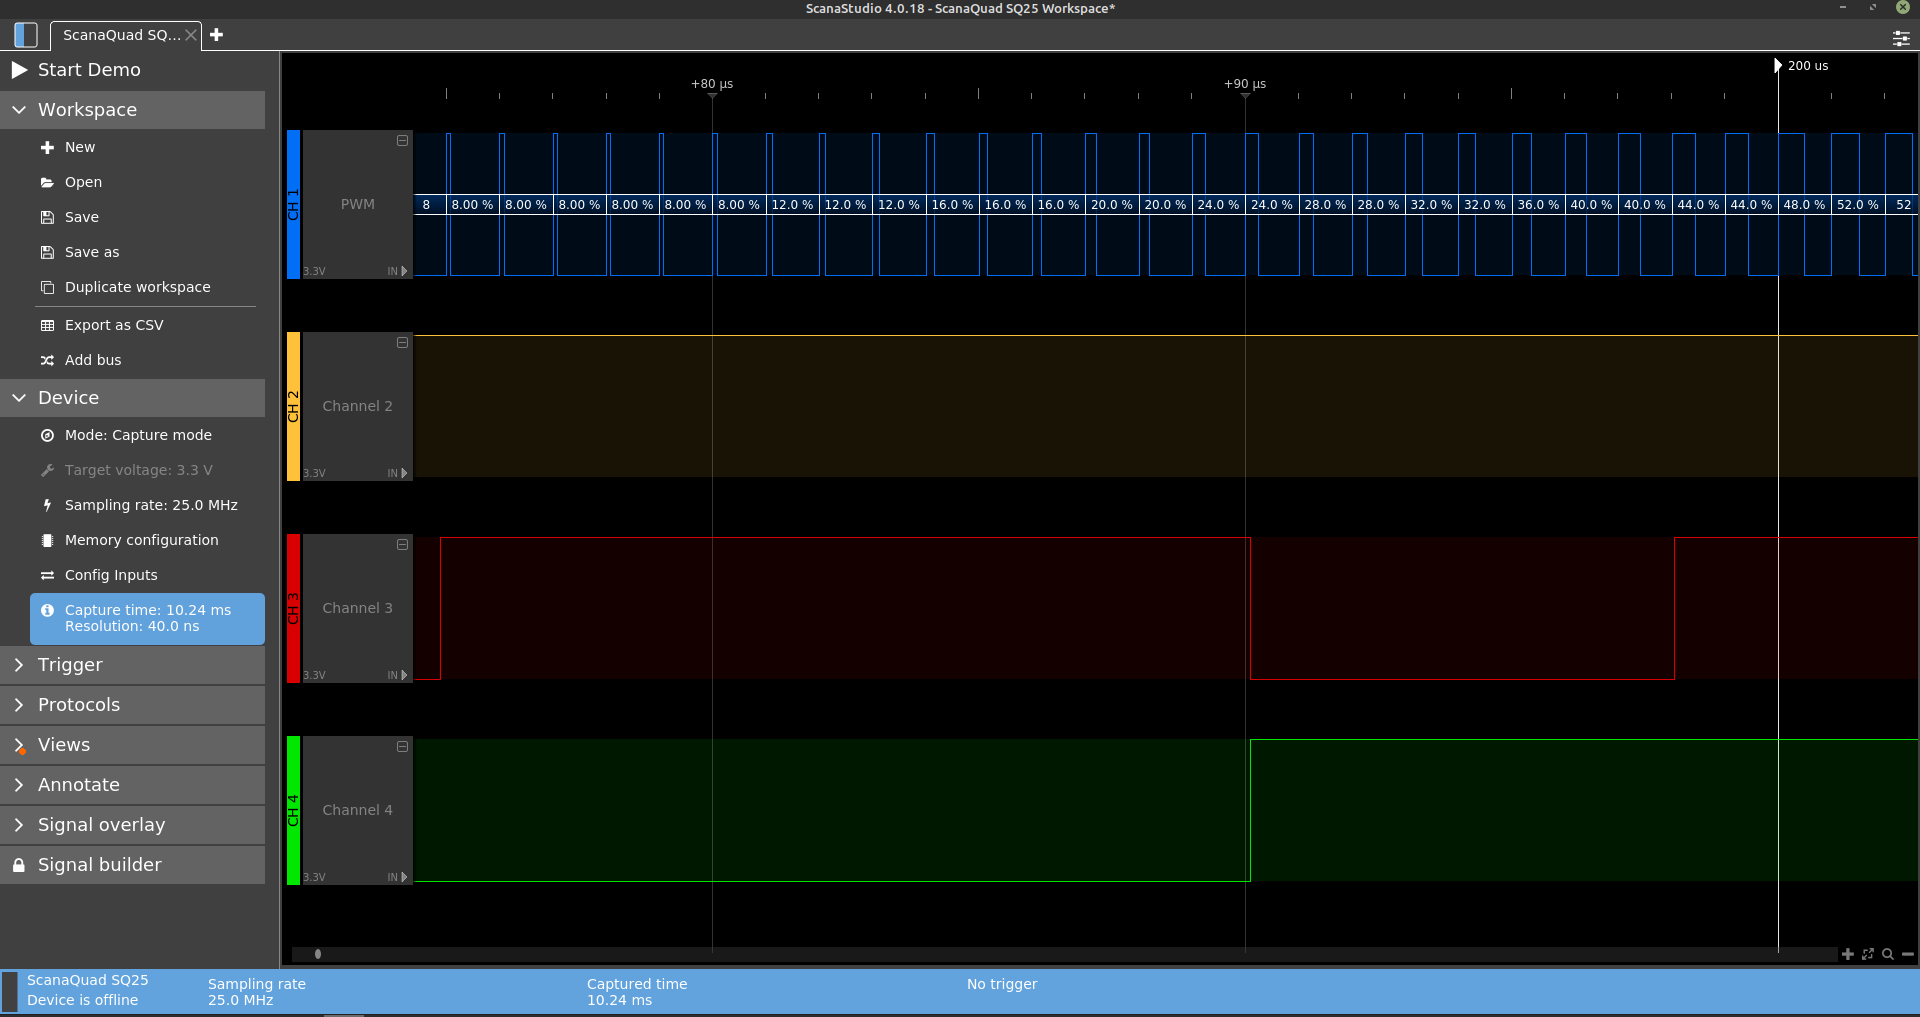 ScanaStudio 4.0.18 - ScanaQuad SQ25 Workspace*
ScanaQuad SQ...
Start Demo
Workspace
New
Open
Save
Save as
Duplicate workspace
Export as CSV
Add bus
Device
Mode: Capture mode
Target voltage: 3.3 V
Sampling rate: 25.0 MHz
Memory configuration
Config Inputs
Capture time: 10.24 ms
Resolution: 40.0 ns
Trigger
Protocols
Views
Annotate
Signal overlay
Signal builder
+80 µs +90 µs 200 us
CH 1
PWM
3.3V IN
8 8.00 % 8.00 % 8.00 % 8.00 % 8.00 % 8.00 % 12.0 % 12.0 % 12.0 % 16.0 % 16.0 % 16.0 % 20.0 % 20.0 % 24.0 % 24.0 % 28.0 % 28.0 % 32.0 % 32.0 % 36.0 % 40.0 % 40.0 % 44.0 % 44.0 % 48.0 % 52.0 % 52
CH 2
Channel 2
3.3V IN
CH 3
Channel 3
3.3V IN
CH 4
Channel 4
3.3V IN
ScanaQuad SQ25
Device is offline
Sampling rate
25.0 MHz
Captured time
10.24 ms
No trigger